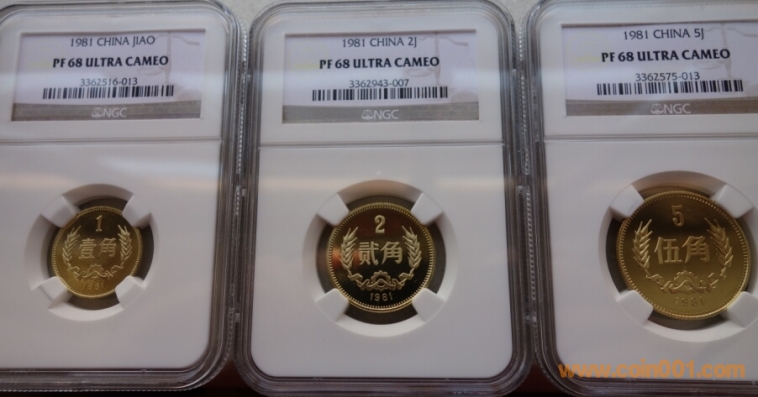 1981 CHINA JIAO
PF 68 ULTRA CAMEO
3362516-013
NGC
1
壹角
1981
1981 CHINA 2J
PF 68 ULTRA CAMEO
3362943-007
NGC
2
贰角
1981
1981 CHINA 5J
PF 68 ULTRA CAMEO
3362575-013
NGC
5
伍角
1981
www.coin001.com